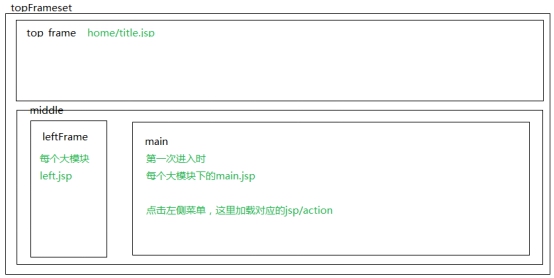 topFrameset
top frame home/title.jsp
middle
leftFrame
每个大模块
left.jsp
main
第一次进入时
每个大模块下的main.jsp
点击左侧菜单，这里加载对应的jsp/action